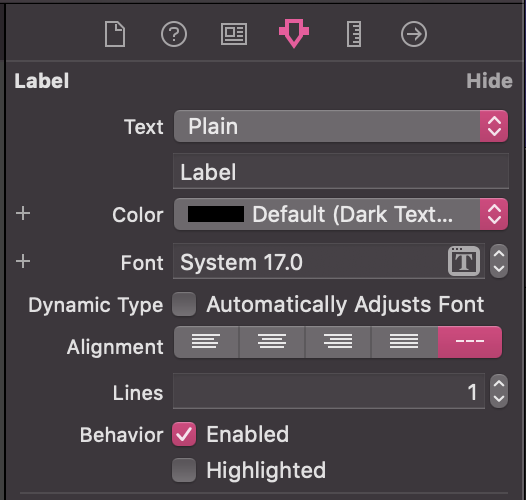 Label Hide
Text Plain
Label
+ Color Default (Dark Text...
+ Font System 17.0 T
Dynamic Type Automatically Adjusts Font
Alignment ---
Lines 1
Behavior Enabled
Highlighted